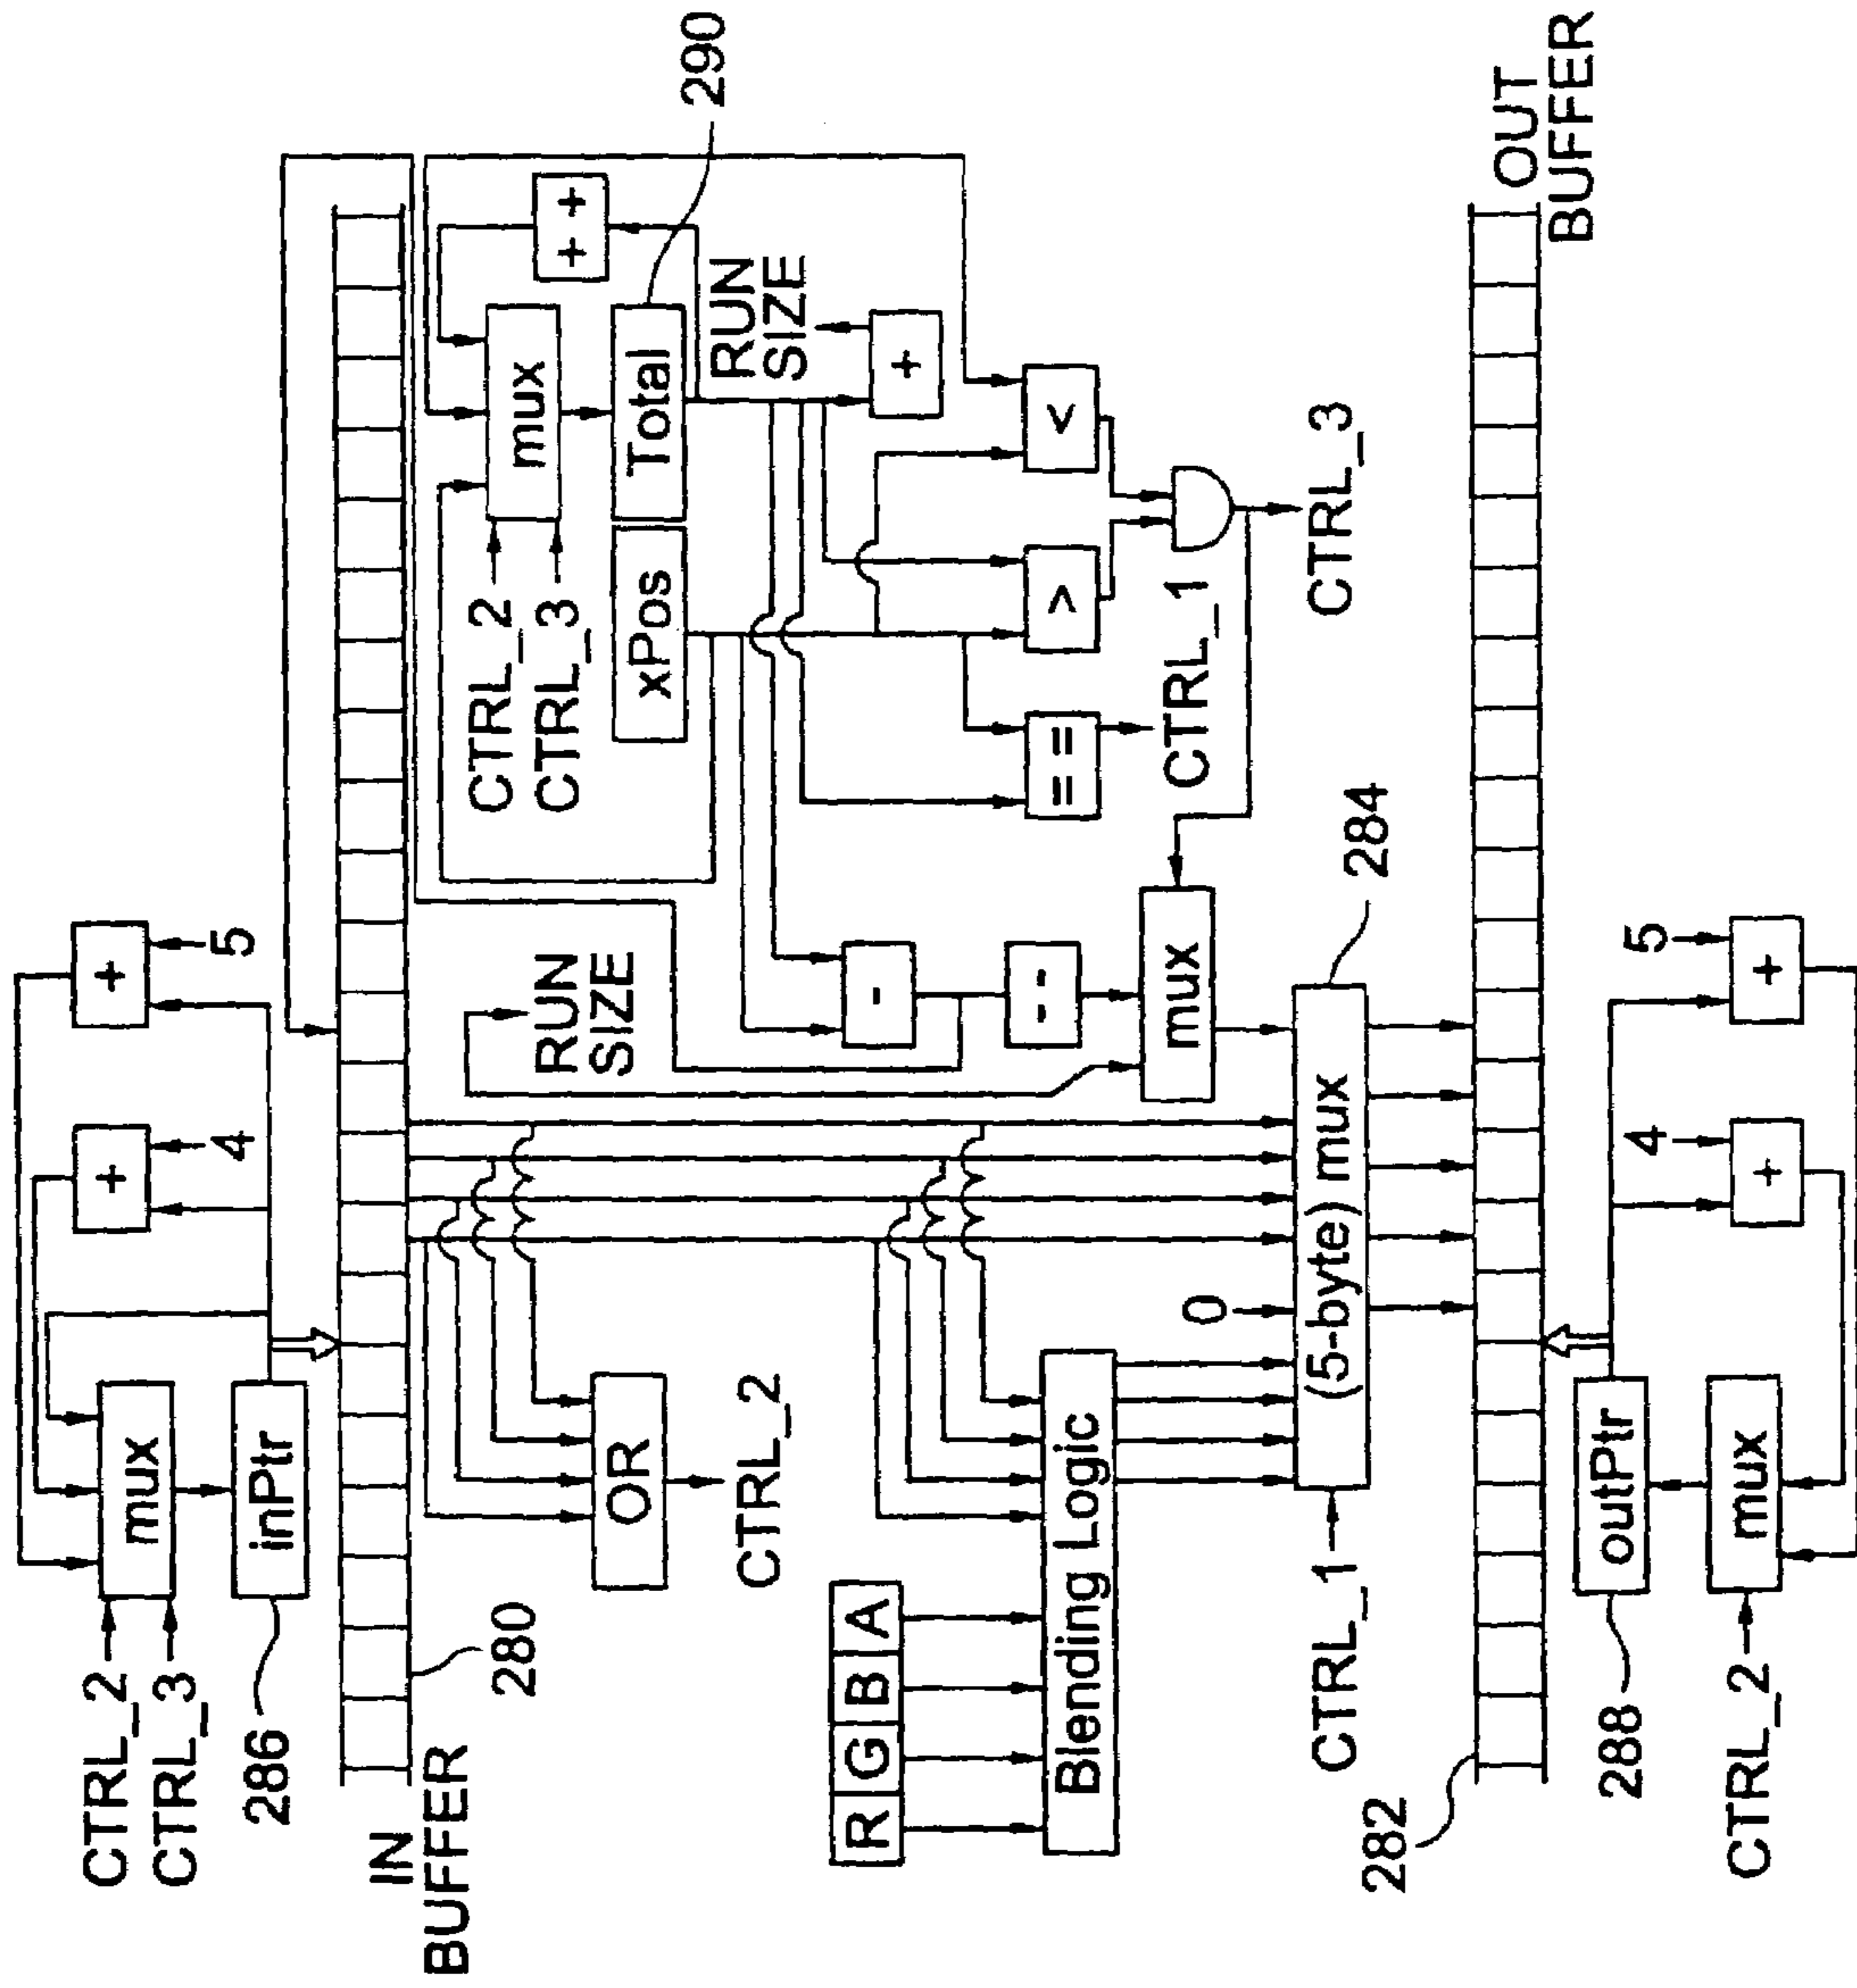 CTRL_2
CTRL_3
286
IN
BUFFER
mux
inPtr
+
4
+
5
280
OR
CTRL_2
R G B A
Blending Logic
0
CTRL_1
(5-byte) mux
284
RUN
SIZE
-
--
mux
CTRL_2
CTRL_3
mux
++
xPos
Total
290
RUN
SIZE
+
==
>
<
CTRL_1
CTRL_3
282
OUT
BUFFER
288
outPtr
CTRL_2
mux
4
+
5
+